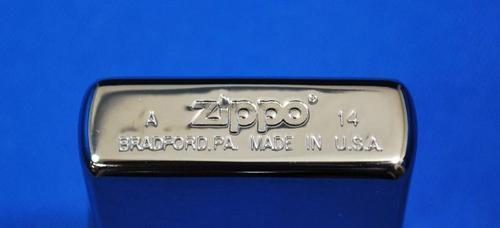 A Zippo® 14
BRADFORD,PA. MADE IN U.S.A.